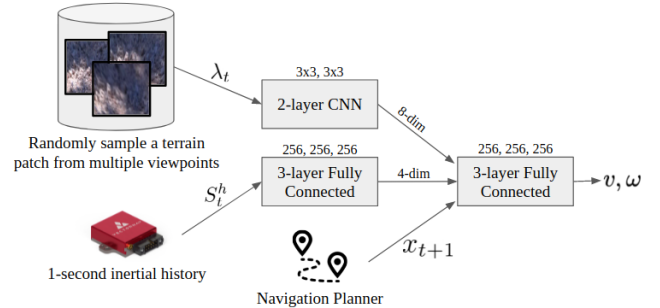 λ_t
3x3, 3x3
2-layer CNN
8-dim
Randomly sample a terrain
patch from multiple viewpoints
256, 256, 256
3-layer Fully
Connected
4-dim
256, 256, 256
3-layer Fully
Connected
v, ω
S_t^h
1-second inertial history
x_{t+1}
Navigation Planner